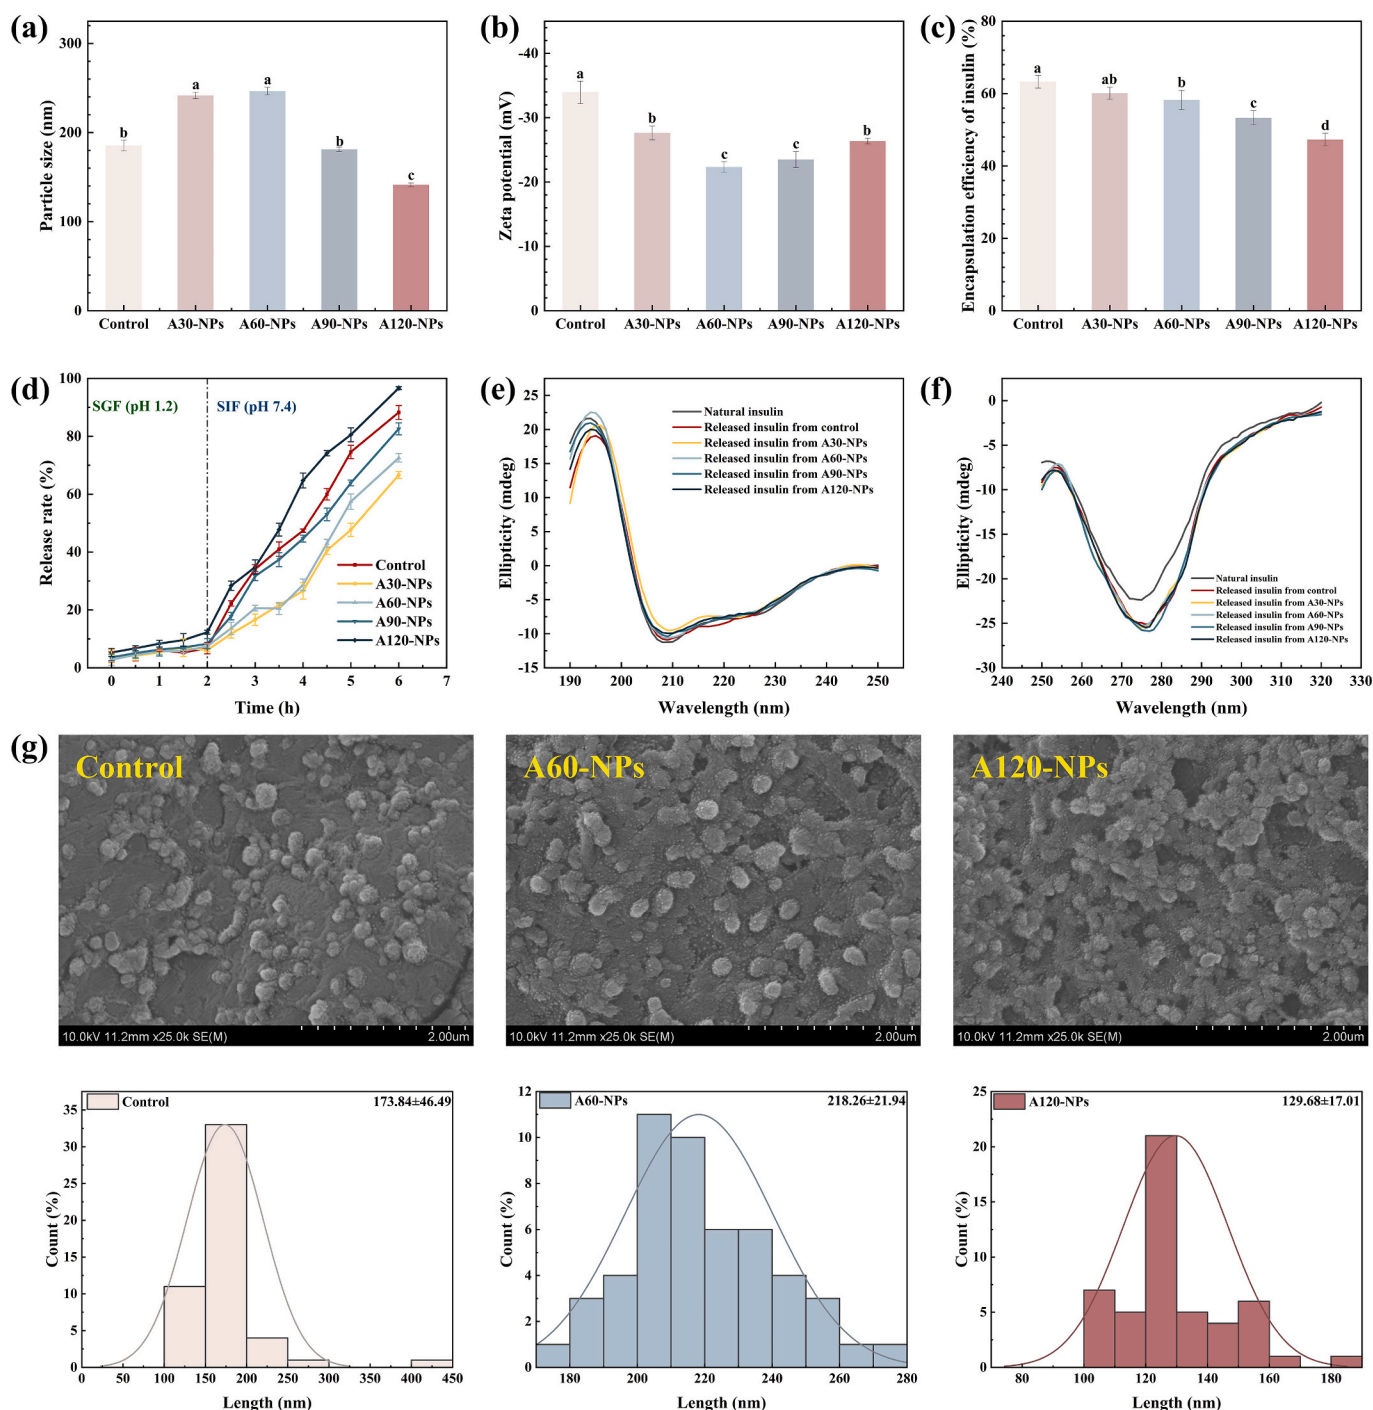 (a)
Particle size (nm)
300
200
100
0
b
a
a
b
c
Control
A30-NPs
A60-NPs
A90-NPs
A120-NPs
(b)
Zeta potential (mV)
-40
-30
-20
-10
0
a
b
c
c
b
Control
A30-NPs
A60-NPs
A90-NPs
A120-NPs
(c)
Encapsulation efficiency of insulin (%)
80
60
40
20
0
a
ab
b
c
d
Control
A30-NPs
A60-NPs
A90-NPs
A120-NPs
(d)
Release rate (%)
100
80
60
40
20
0
SGF (pH 1.2)
SIF (pH 7.4)
Control
A30-NPs
A60-NPs
A90-NPs
A120-NPs
0 1 2 3 4 5 6 7
Time (h)
(e)
Ellipticity (mdeg)
25
20
15
10
5
0
-5
-10
-15
Natural insulin
Released insulin from control
Released insulin from A30-NPs
Released insulin from A60-NPs
Released insulin from A90-NPs
Released insulin from A120-NPs
190 200 210 220 230 240 250
Wavelength (nm)
(f)
Ellipticity (mdeg)
0
-5
-10
-15
-20
-25
-30
Natural insulin
Released insulin from control
Released insulin from A30-NPs
Released insulin from A60-NPs
Released insulin from A90-NPs
Released insulin from A120-NPs
240 250 260 270 280 290 300 310 320 330
Wavelength (nm)
(g)
Control
10.0kV 11.2mm x25.0k SE(M)
2.00um
A60-NPs
10.0kV 11.2mm x25.0k SE(M)
2.00um
A120-NPs
10.0kV 11.2mm x25.0k SE(M)
2.00um
Control
173.84±46.49
Count (%)
35
30
25
20
15
10
5
0
0 50 100 150 200 250 300 350 400 450
Length (nm)
A60-NPs
218.26±21.94
Count (%)
12
10
8
6
4
2
0
180 200 220 240 260 280
Length (nm)
A120-NPs
129.68±17.01
Count (%)
25
20
15
10
5
0
80 100 120 140 160 180
Length (nm)